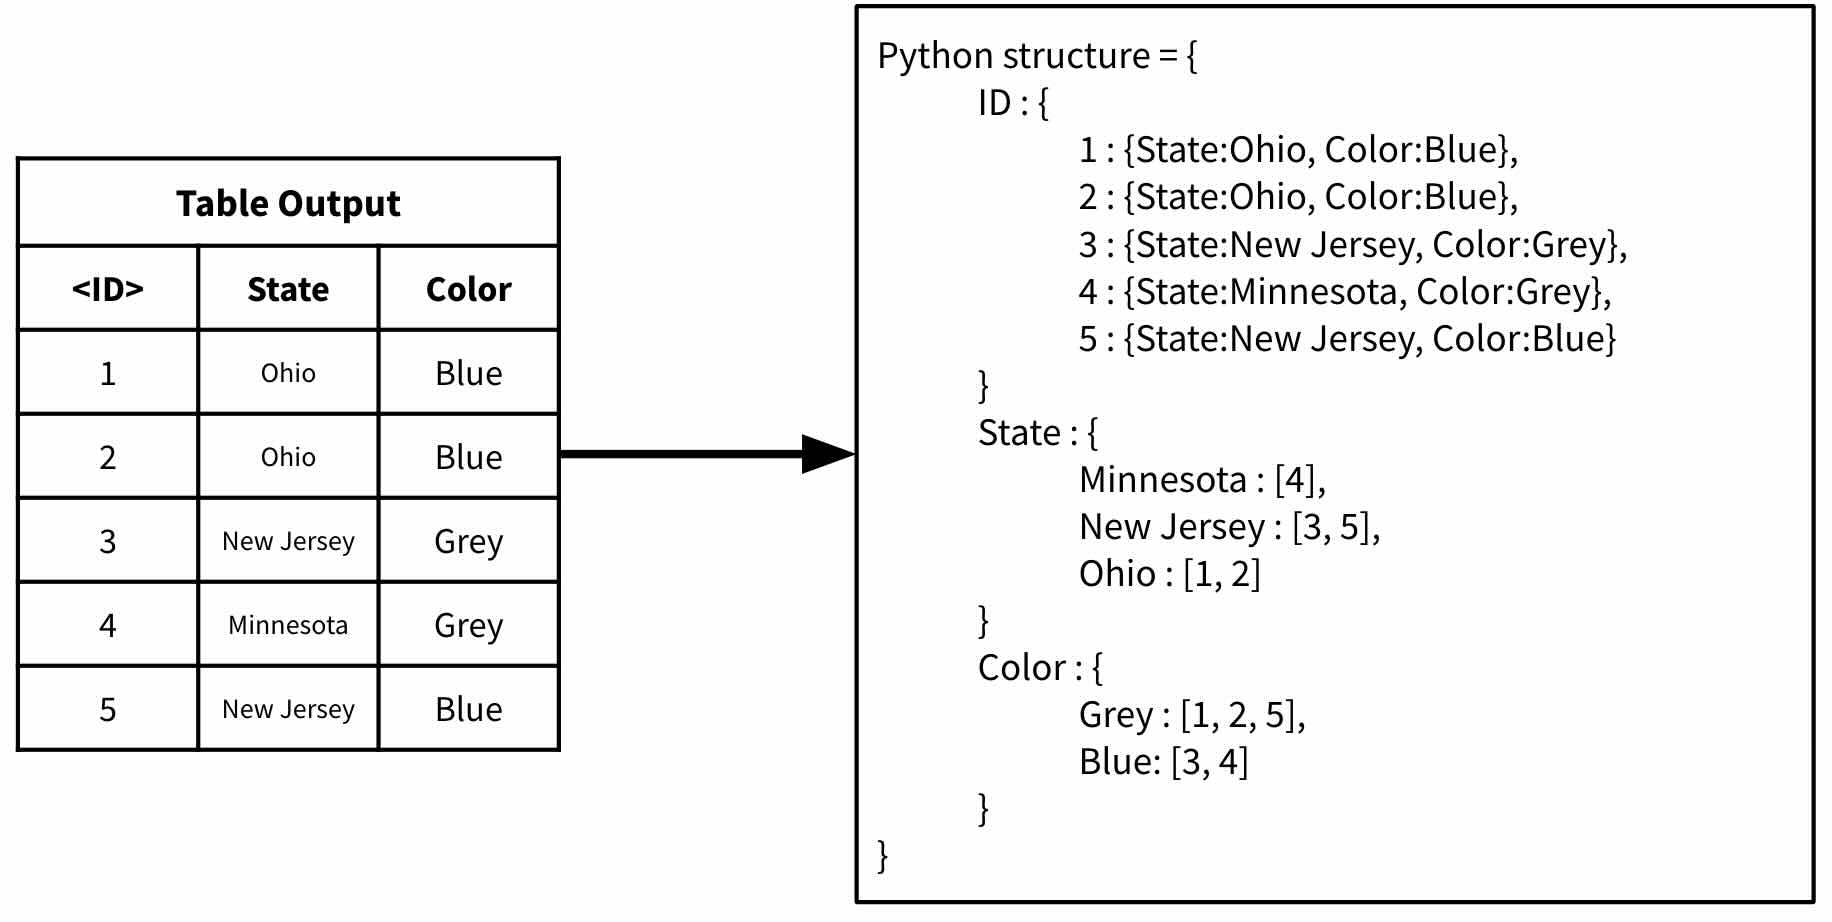 Table Output
<ID> State Color
1 Ohio Blue
2 Ohio Blue
3 New Jersey Grey
4 Minnesota Grey
5 New Jersey Blue
Python structure = {
ID : {
1 : {State:Ohio, Color:Blue},
2 : {State:Ohio, Color:Blue},
3 : {State:New Jersey, Color:Grey},
4 : {State:Minnesota, Color:Grey},
5 : {State:New Jersey, Color:Blue}
}
State : {
Minnesota : [4],
New Jersey : [3, 5],
Ohio : [1, 2]
}
Color : {
Grey : [1, 2, 5],
Blue: [3, 4]
}
}